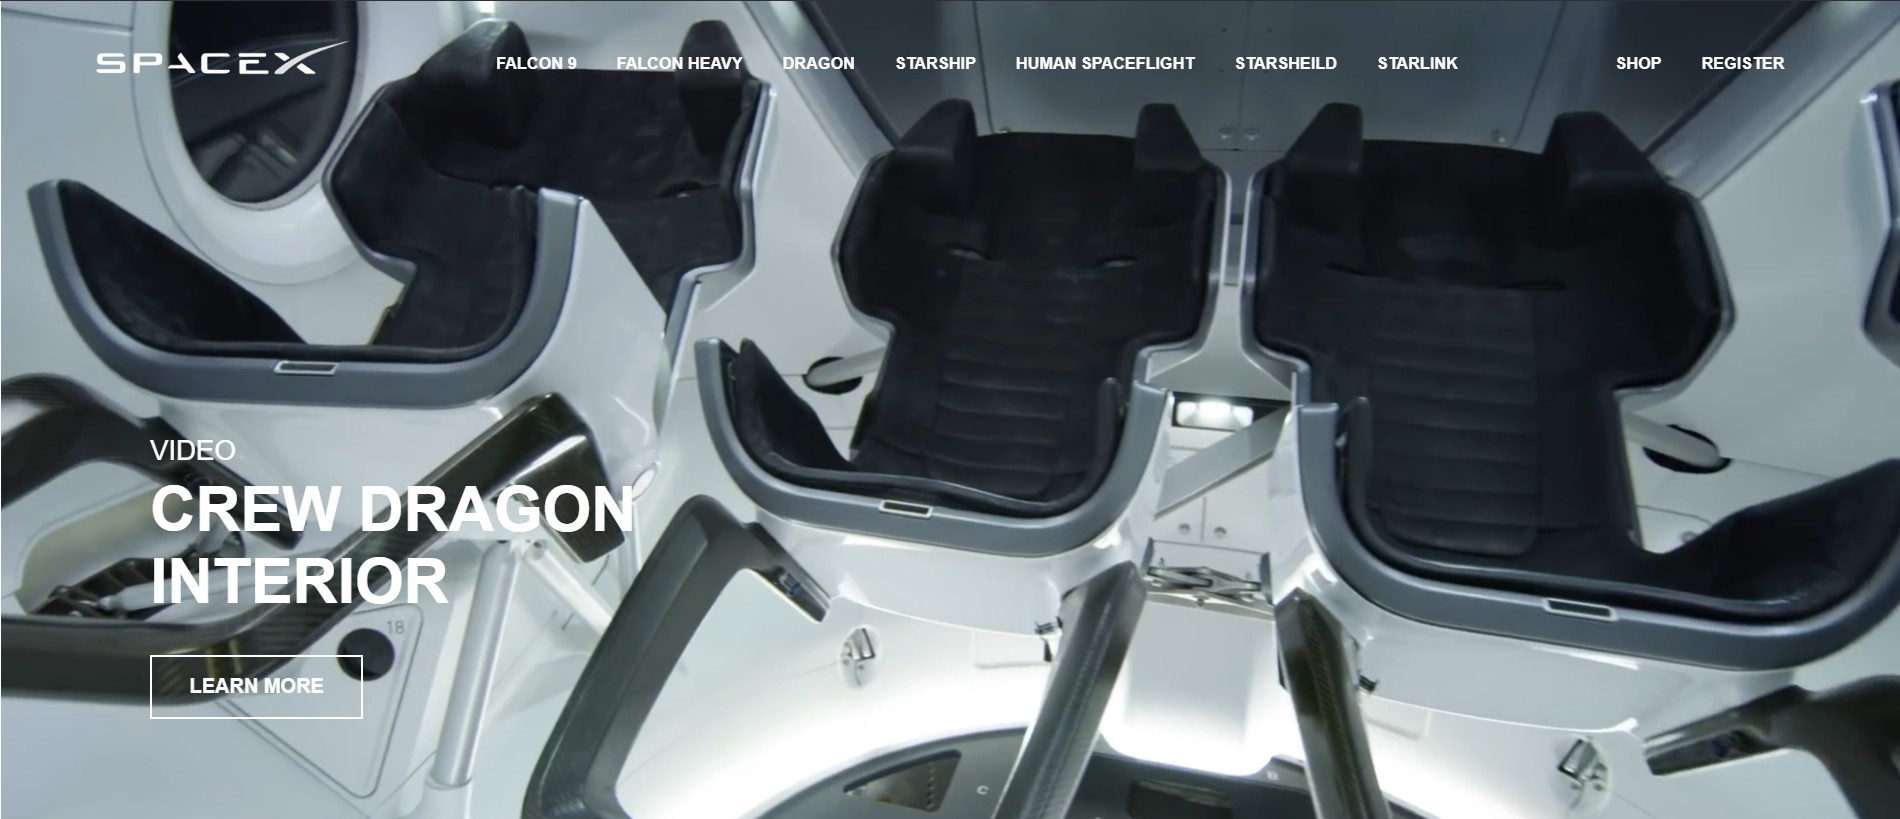 SPACEX
FALCON 9 FALCON HEAVY DRAGON STARSHIP HUMAN SPACEFLIGHT STARSHEILD STARLINK SHOP REGISTER
VIDEO
CREW DRAGON
INTERIOR
18
LEARN MORE
B
C